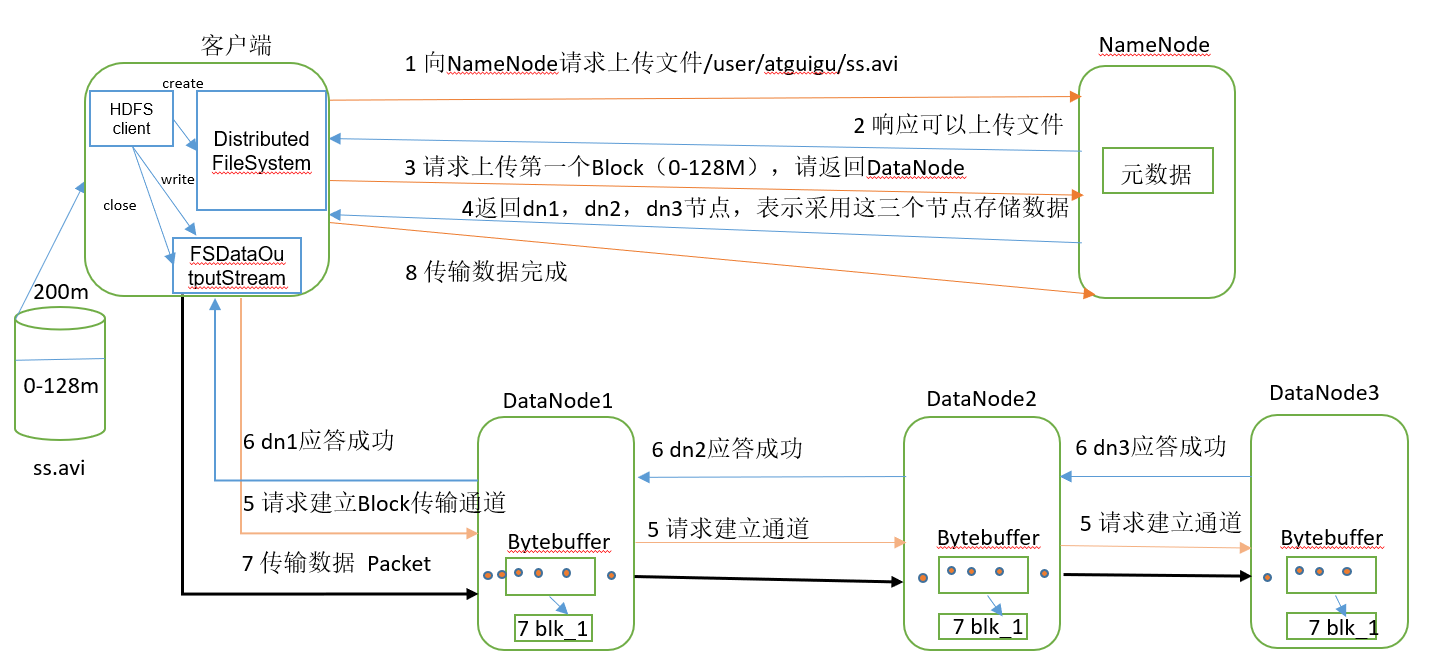 客户端
NameNode
1 向NameNode请求上传文件/user/atguigu/ss.avi
create
HDFS
client
Distributed
FileSystem
2 响应可以上传文件
3 请求上传第一个Block（0-128M），请返回DataNode
元数据
write
close
4返回dn1，dn2，dn3节点，表示采用这三个节点存储数据
FSDataOu
tputStream
8 传输数据完成
200m
0-128m
ss.avi
DataNode1
DataNode2
DataNode3
6 dn1应答成功
6 dn2应答成功
6 dn3应答成功
5 请求建立Block传输通道
5 请求建立通道
5 请求建立通道
Bytebuffer
Bytebuffer
Bytebuffer
7 传输数据 Packet
7 blk_1
7 blk_1
7 blk_1